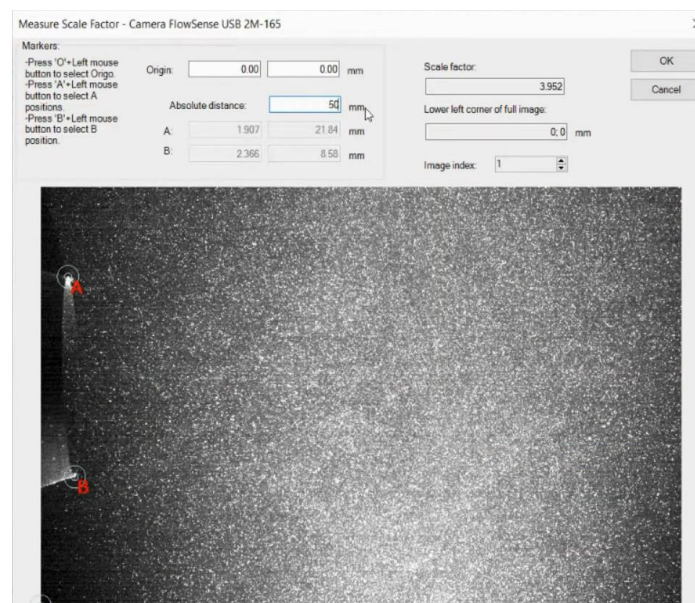 Measure Scale Factor - Camera FlowSense USB 2M-165
Markers:
-Press 'O'+Left mouse
button to select Origo.
-Press 'A'+Left mouse
button to select A
positions.
-Press 'B'+Left mouse
button to select B
position.
Origin: 0.00 0.00 mm
Absolute distance: 50 mm
A: 1.907 21.84 mm
B: 2.366 8.58 mm
Scale factor:
3.952
Lower left corner of full image:
0; 0 mm
Image index: 1
OK
Cancel
A
B